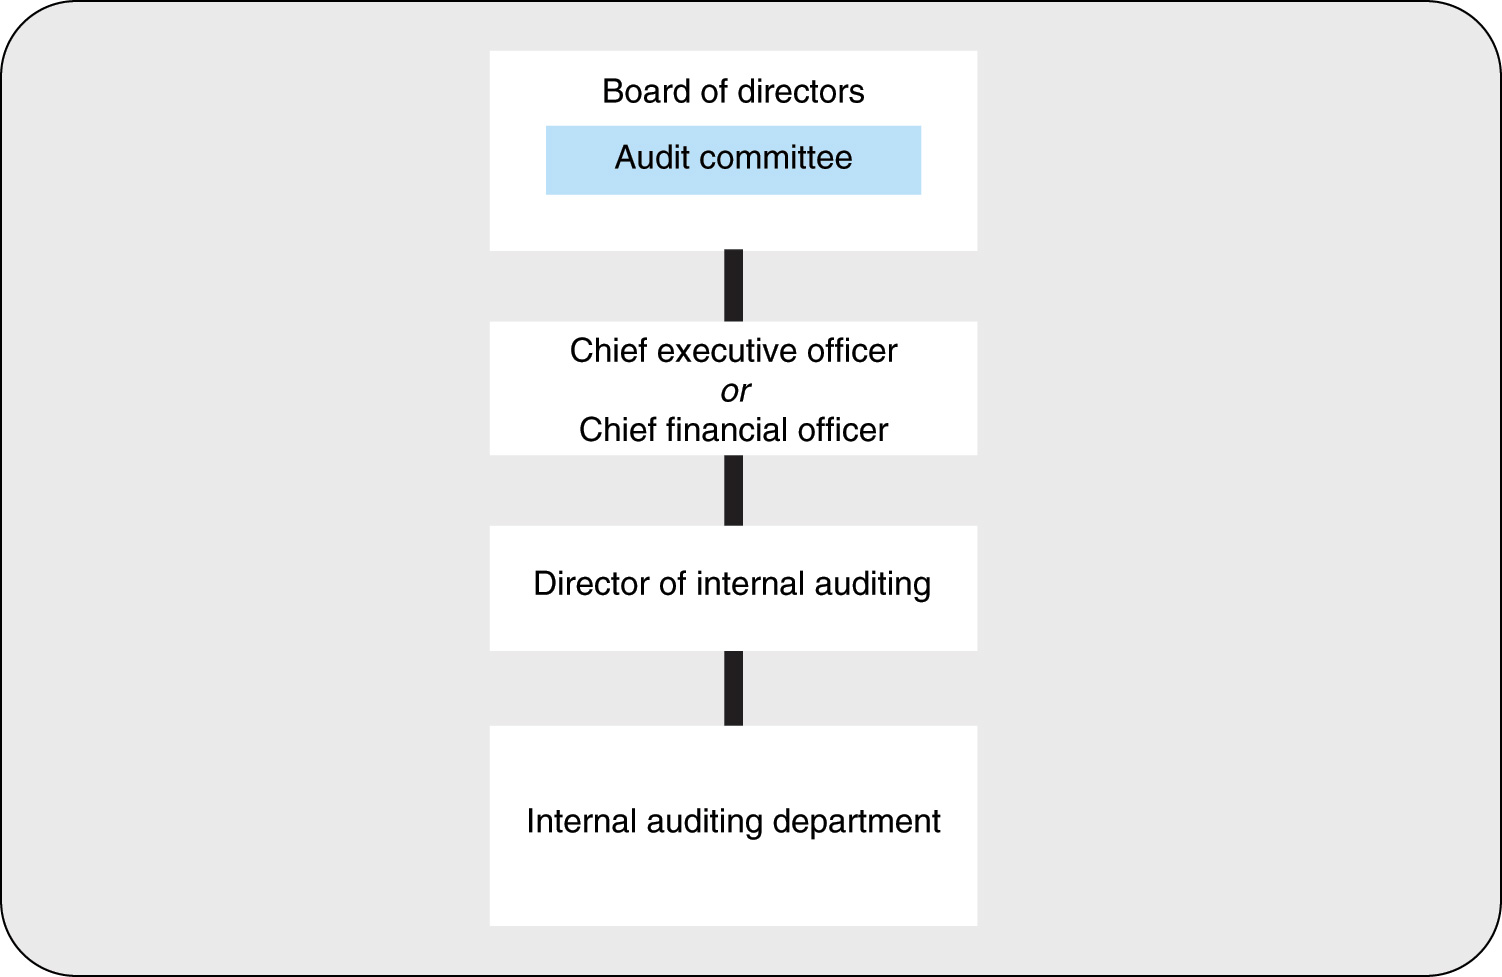 Board of directors
Audit committee
Chief executive officer
or
Chief financial officer
Director of internal auditing
Internal auditing department